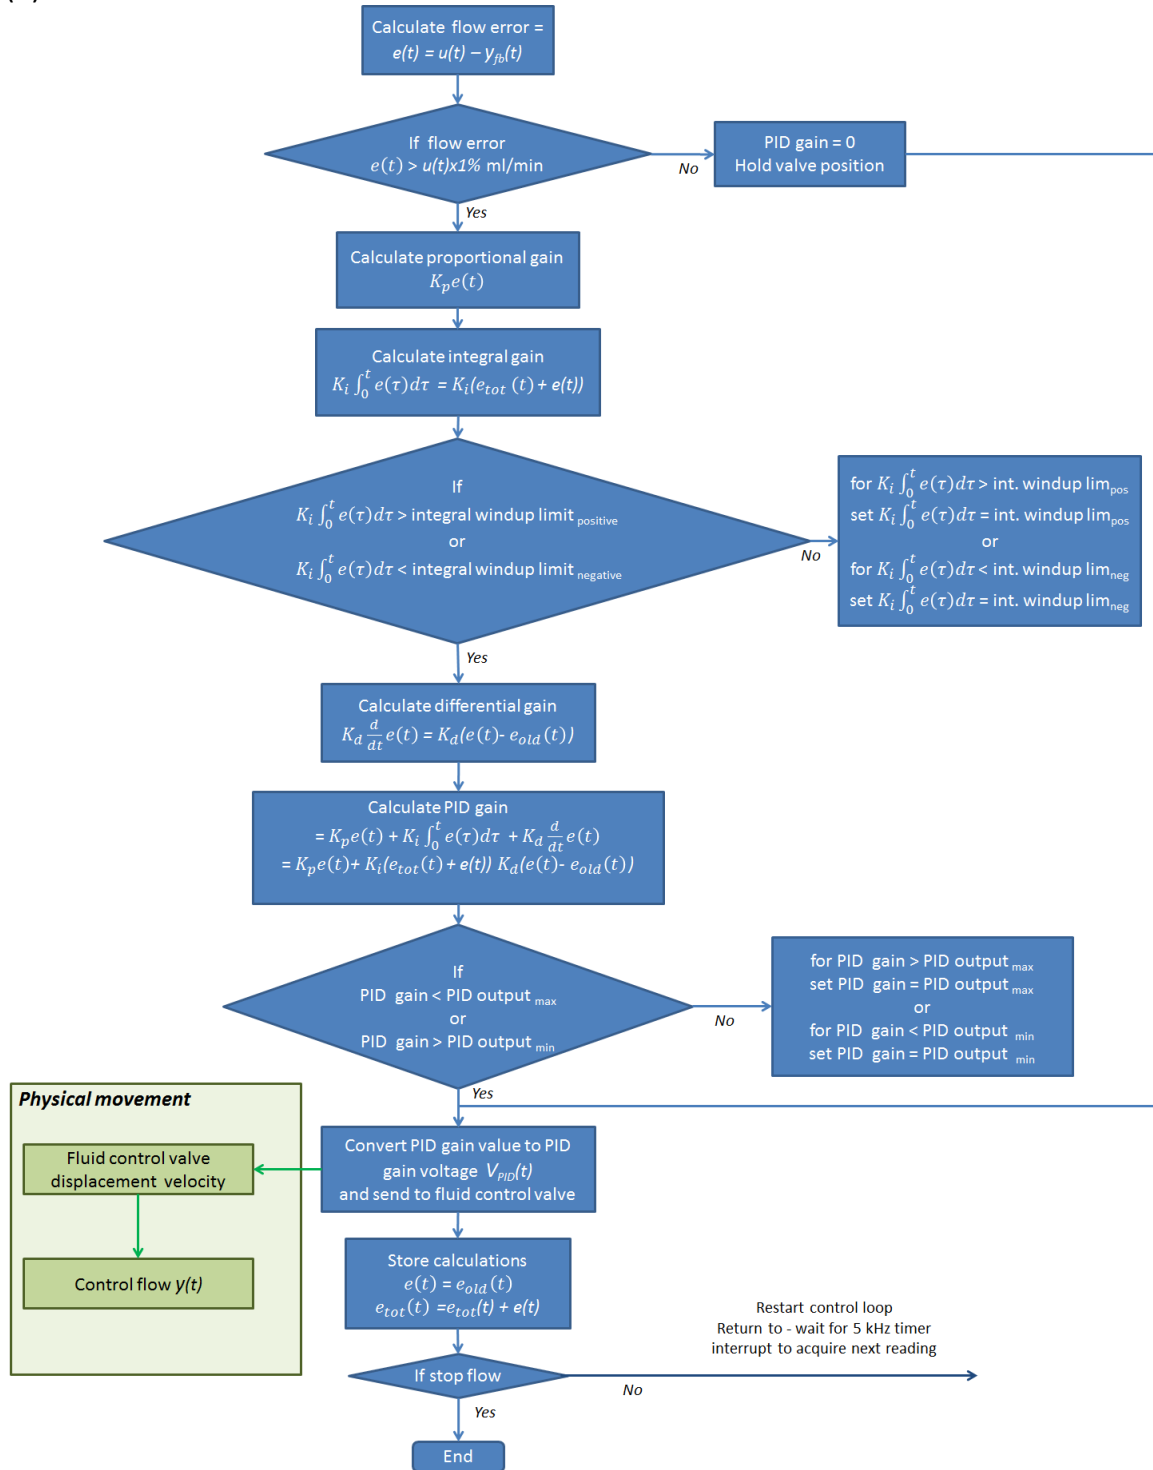 Calculate flow error =
e(t) = u(t) – y_fb(t)
If flow error
e(t) > u(t)x1% ml/min
No
PID gain = 0
Hold valve position
Yes
Calculate proportional gain
K_p e(t)
Calculate integral gain
K_i ∫_0^t e(τ)dτ = K_i(e_tot (t) + e(t))
If
K_i ∫_0^t e(τ)dτ > integral windup limit positive
or
K_i ∫_0^t e(τ)dτ < integral windup limit negative
No
for K_i ∫_0^t e(τ)dτ > int. windup lim_pos
set K_i ∫_0^t e(τ)dτ = int. windup lim_pos
or
for K_i ∫_0^t e(τ)dτ < int. windup lim_neg
set K_i ∫_0^t e(τ)dτ = int. windup lim_neg
Yes
Calculate differential gain
K_d d/dt e(t) = K_d(e(t)- e_old(t))
Calculate PID gain
= K_p e(t) + K_i ∫_0^t e(τ)dτ + K_d d/dt e(t)
= K_p e(t)+ K_i(e_tot(t) + e(t)) K_d(e(t)- e_old(t))
If
PID gain < PID output max
or
PID gain > PID output min
No
for PID gain > PID output max
set PID gain = PID output max
or
for PID gain < PID output min
set PID gain = PID output min
Yes
Physical movement
Fluid control valve
displacement velocity
Control flow y(t)
Convert PID gain value to PID
gain voltage V_PID(t)
and send to fluid control valve
Store calculations
e(t) = e_old(t)
e_tot(t) =e_tot(t) + e(t)
Restart control loop
Return to - wait for 5 kHz timer
interrupt to acquire next reading
If stop flow
No
Yes
End